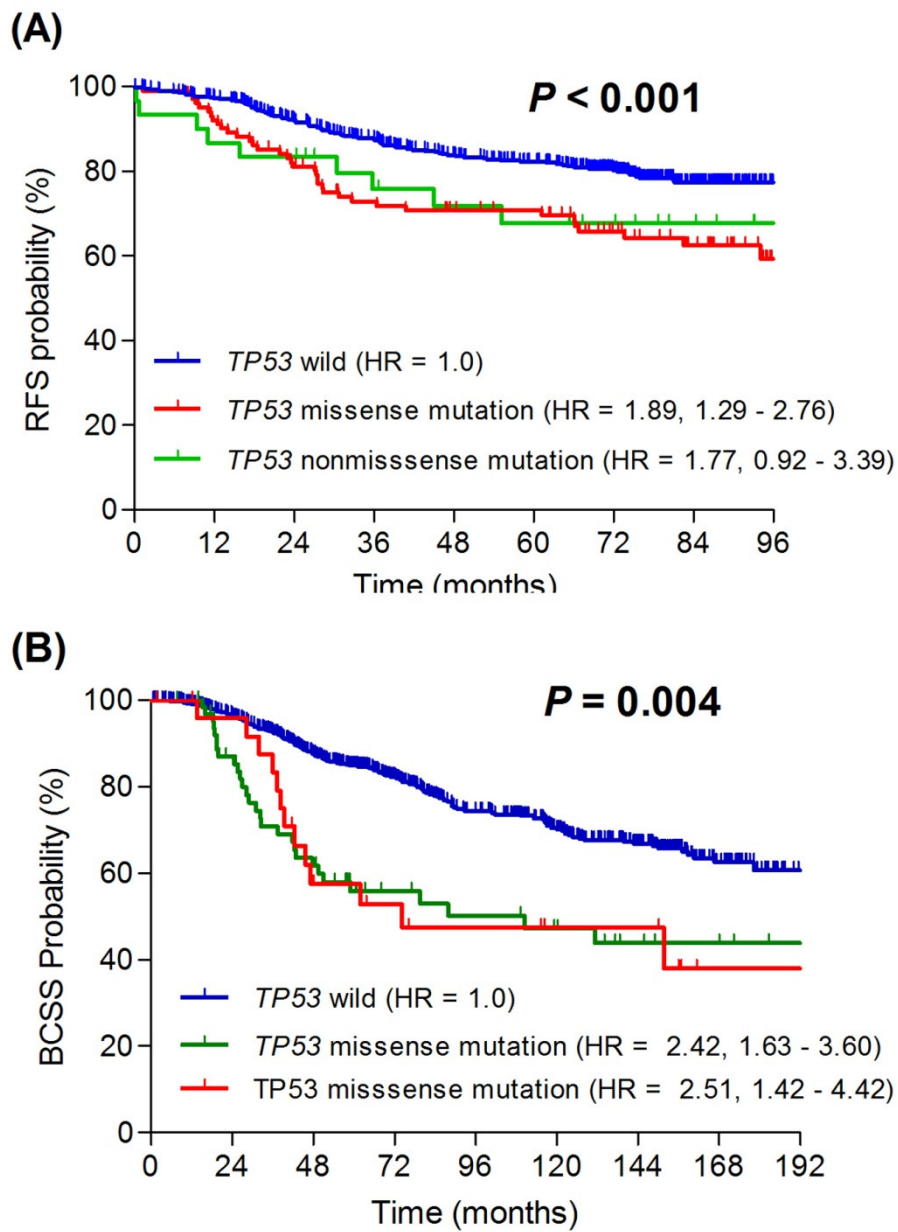 (A)
P < 0.001
100
80
60
40
20
0
RFS probability (%)
TP53 wild (HR = 1.0)
TP53 missense mutation (HR = 1.89, 1.29 - 2.76)
TP53 nonmisssense mutation (HR = 1.77, 0.92 - 3.39)
0 12 24 36 48 60 72 84 96
Time (months)
(B)
P = 0.004
100
80
60
40
20
0
BCSS Probability (%)
TP53 wild (HR = 1.0)
TP53 missense mutation (HR = 2.42, 1.63 - 3.60)
TP53 misssense mutation (HR = 2.51, 1.42 - 4.42)
0 24 48 72 96 120 144 168 192
Time (months)